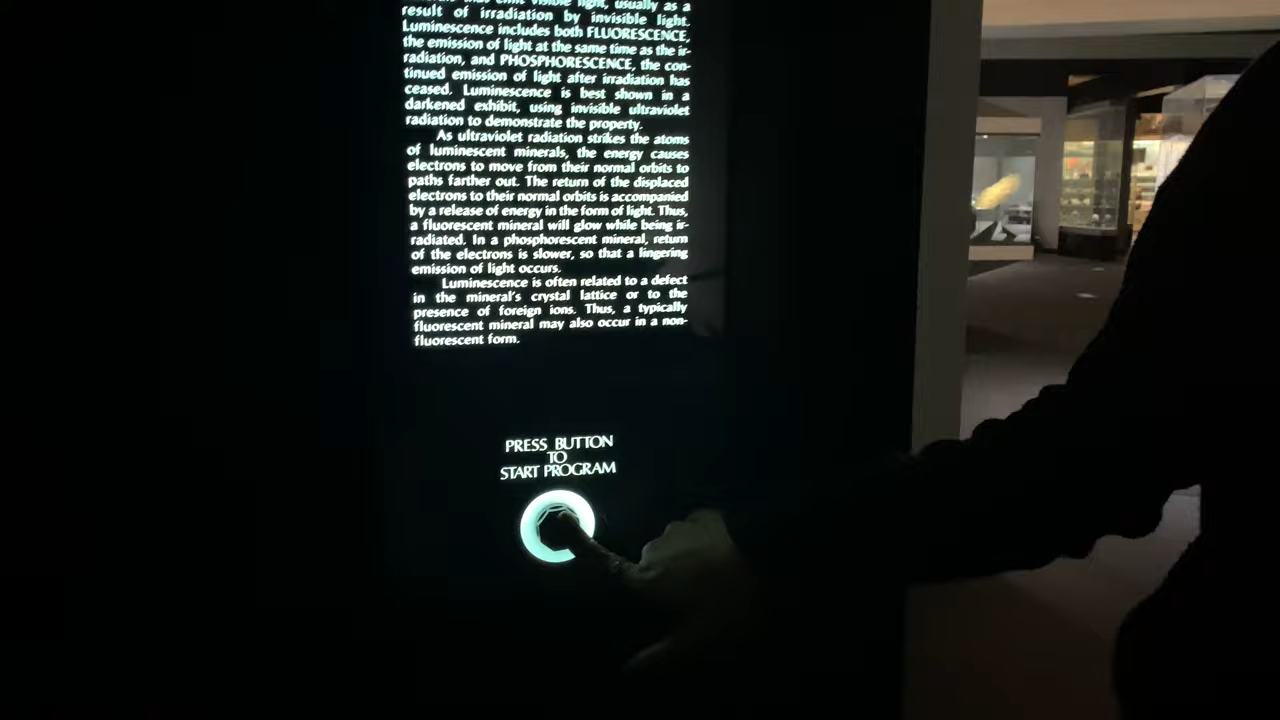 minerals that emit visible light, usually as a
result of irradiation by invisible light.
Luminescence includes both FLUORESCENCE,
the emission of light at the same time as the ir-
radiation, and PHOSPHORESCENCE, the con-
tinued emission of light after irradiation has
ceased. Luminescence is best shown in a
darkened exhibit, using invisible ultraviolet
radiation to demonstrate the property.
As ultraviolet radiation strikes the atoms
of luminescent minerals, the energy causes
electrons to move from their normal orbits to
paths farther out. The return of the displaced
electrons to their normal orbits is accompanied
by a release of energy in the form of light. Thus,
a fluorescent mineral will glow while being ir-
radiated. In a phosphorescent mineral, return
of the electrons is slower, so that a lingering
emission of light occurs.
Luminescence is often related to a defect
in the mineral's crystal lattice or to the
presence of foreign ions. Thus, a typically
fluorescent mineral may also occur in a non-
fluorescent form.
PRESS BUTTON
TO
START PROGRAM